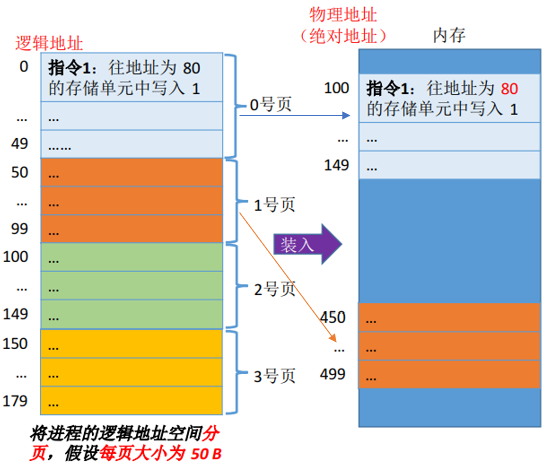 逻辑地址
0
指令1：往地址为 80
的存储单元中写入 1
...
...
49
......
50
...
...
...
99
...
100
...
...
...
149
...
150
...
...
...
179
...
0号页
1号页
2号页
3号页
将进程的逻辑地址空间分
页，假设每页大小为 50 B
装入
物理地址
（绝对地址）
内存
100
指令1：往地址为 80
的存储单元中写入 1
...
...
149
...
450
...
...
...
499
...